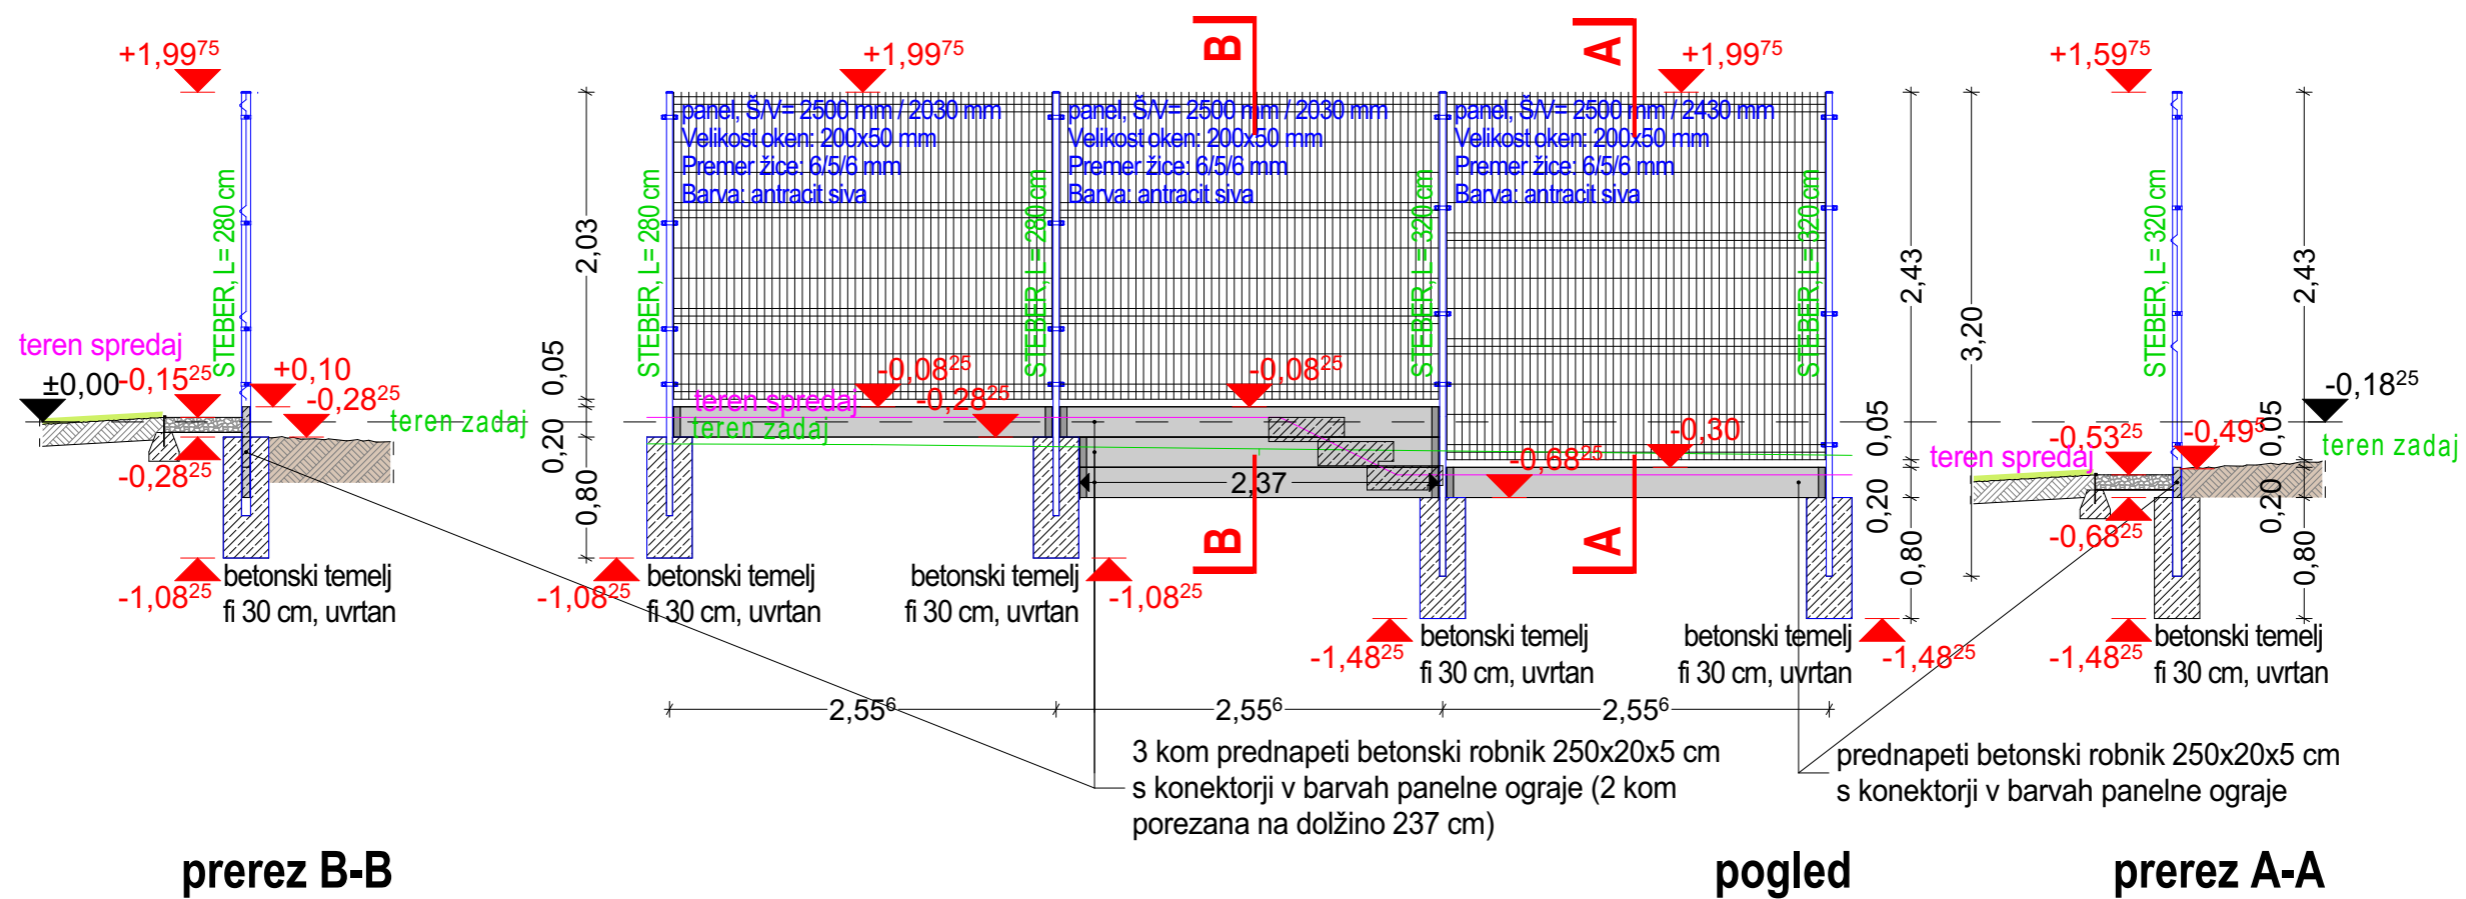 +1,99⁷⁵
STEBER, L= 280 cm
teren spredaj
±0,00
-0,15²⁵
+0,10
-0,28²⁵
teren zadaj
-0,28²⁵
-1,08²⁵
betonski temelj
fi 30 cm, uvrtan
prerez B-B
2,03
0,05
0,20
0,80
+1,99⁷⁵
B
A
+1,99⁷⁵
panel, Š/V= 2500 mm / 2030 mm
Velikost oken: 200x50 mm
Premer žice: 6/5/6 mm
Barva: antracit siva
panel, Š/V= 2500 mm / 2030 mm
Velikost oken: 200x50 mm
Premer žice: 6/5/6 mm
Barva: antracit siva
panel, Š/V= 2500 mm / 2430 mm
Velikost oken: 200x50 mm
Premer žice: 6/5/6 mm
Barva: antracit siva
STEBER, L= 280 cm
STEBER, L= 280 cm
STEBER, L= 320 cm
STEBER, L= 320 cm
-0,08²⁵
-0,28²⁵
-0,08²⁵
teren spredaj
teren zadaj
-0,30
-0,68²⁵
2,37
B
A
-1,08²⁵
betonski temelj
fi 30 cm, uvrtan
betonski temelj
fi 30 cm, uvrtan
-1,08²⁵
-1,48²⁵
betonski temelj
fi 30 cm, uvrtan
betonski temelj
fi 30 cm, uvrtan
-1,48²⁵
2,55⁶
2,55⁶
2,55⁶
3 kom prednapeti betonski robnik 250x20x5 cm
s konektorji v barvah panelne ograje (2 kom
porezana na dolžino 237 cm)
prednapeti betonski robnik 250x20x5 cm
s konektorji v barvah panelne ograje
pogled
2,43
0,05
0,20
0,80
3,20
+1,59⁷⁵
STEBER, L= 320 cm
2,43
0,05
0,20
0,80
-0,18²⁵
teren zadaj
teren spredaj
-0,53²⁵
-0,49⁵
-0,68²⁵
-1,48²⁵
betonski temelj
fi 30 cm, uvrtan
prerez A-A